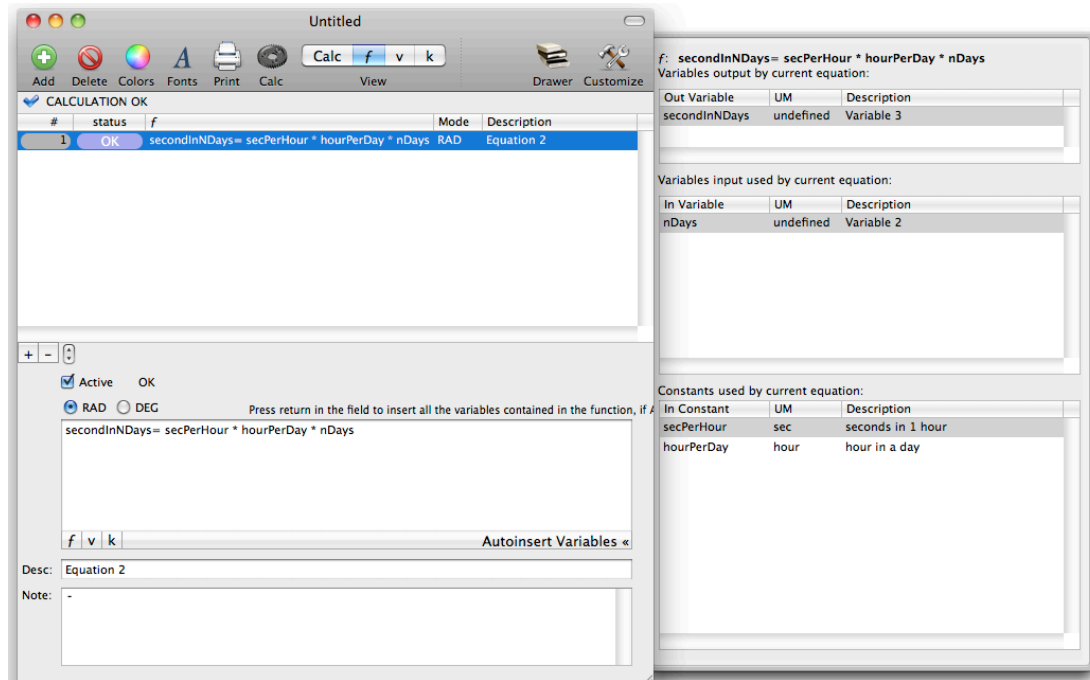 Untitled
Calc f v k
Add Delete Colors Fonts Print Calc View Drawer Customize
CALCULATION OK
# status f Mode Description
1 OK secondInNDays= secPerHour * hourPerDay * nDays RAD Equation 2
+ -
Active OK
RAD DEG Press return in the field to insert all the variables contained in the function, if A
secondInNDays= secPerHour * hourPerDay * nDays
f v k Autoinsert Variables «
Desc: Equation 2
Note: -
f: secondInNDays= secPerHour * hourPerDay * nDays
Variables output by current equation:
Out Variable UM Description
secondInNDays undefined Variable 3
Variables input used by current equation:
In Variable UM Description
nDays undefined Variable 2
Constants used by current equation:
In Constant UM Description
secPerHour sec seconds in 1 hour
hourPerDay hour hour in a day